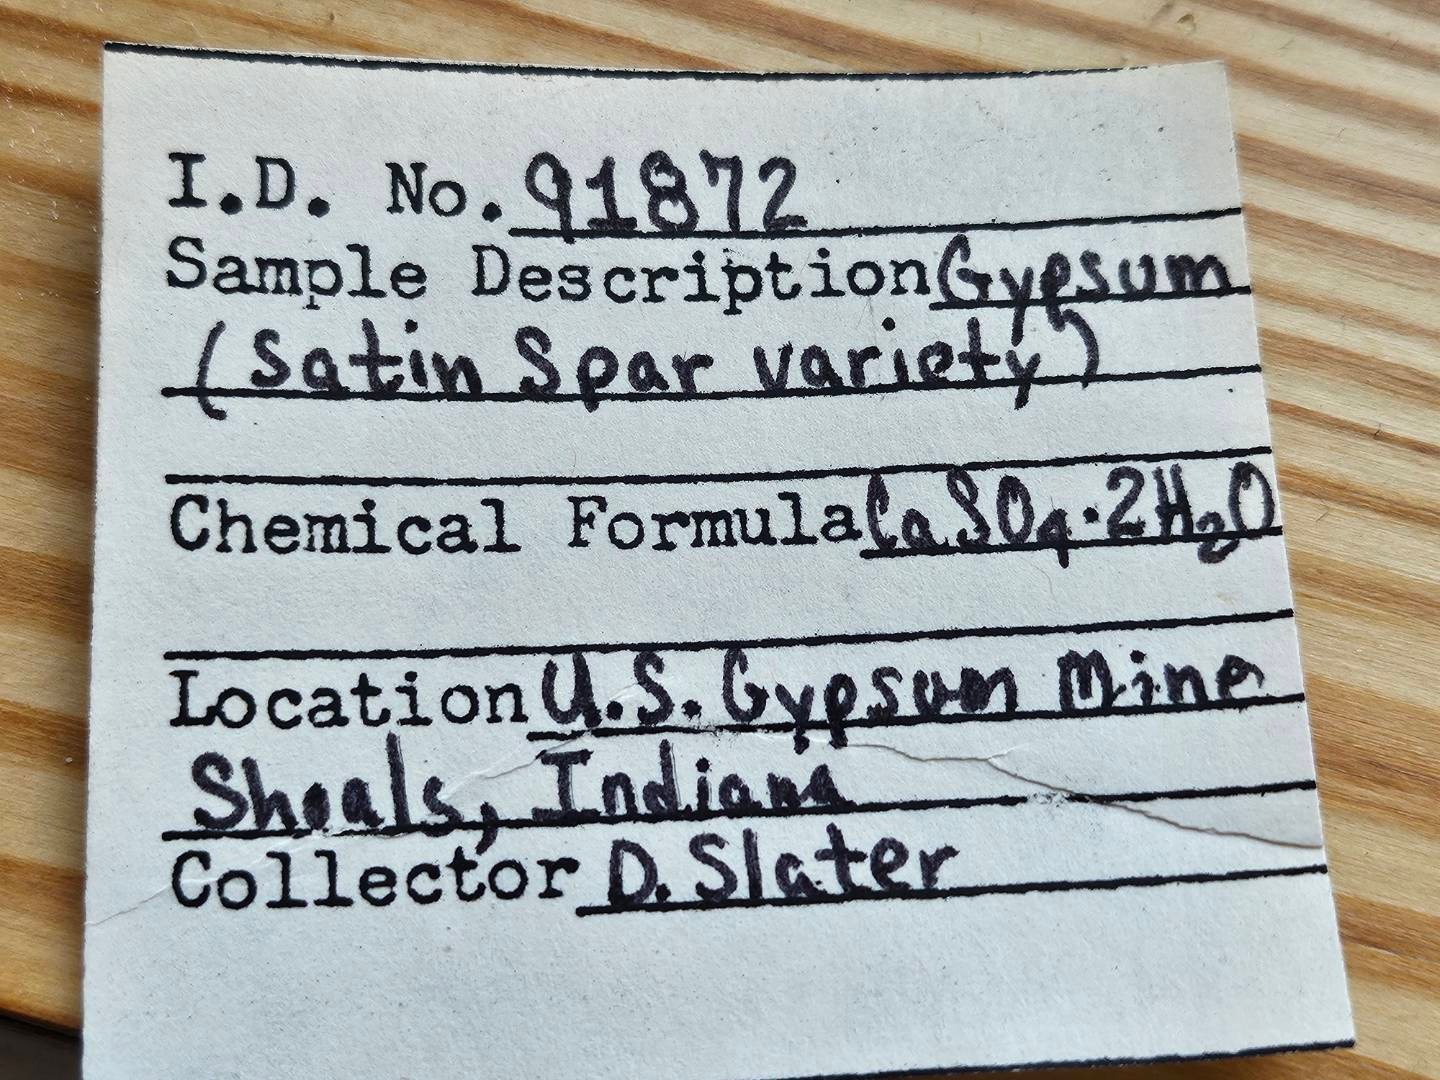 I.D. No. 91872
Sample Description Gypsum
(Satin Spar variety)
Chemical Formula CaSO₄·2H₂O
Location U.S. Gypsum Mine
Shoals, Indiana
Collector D. Slater